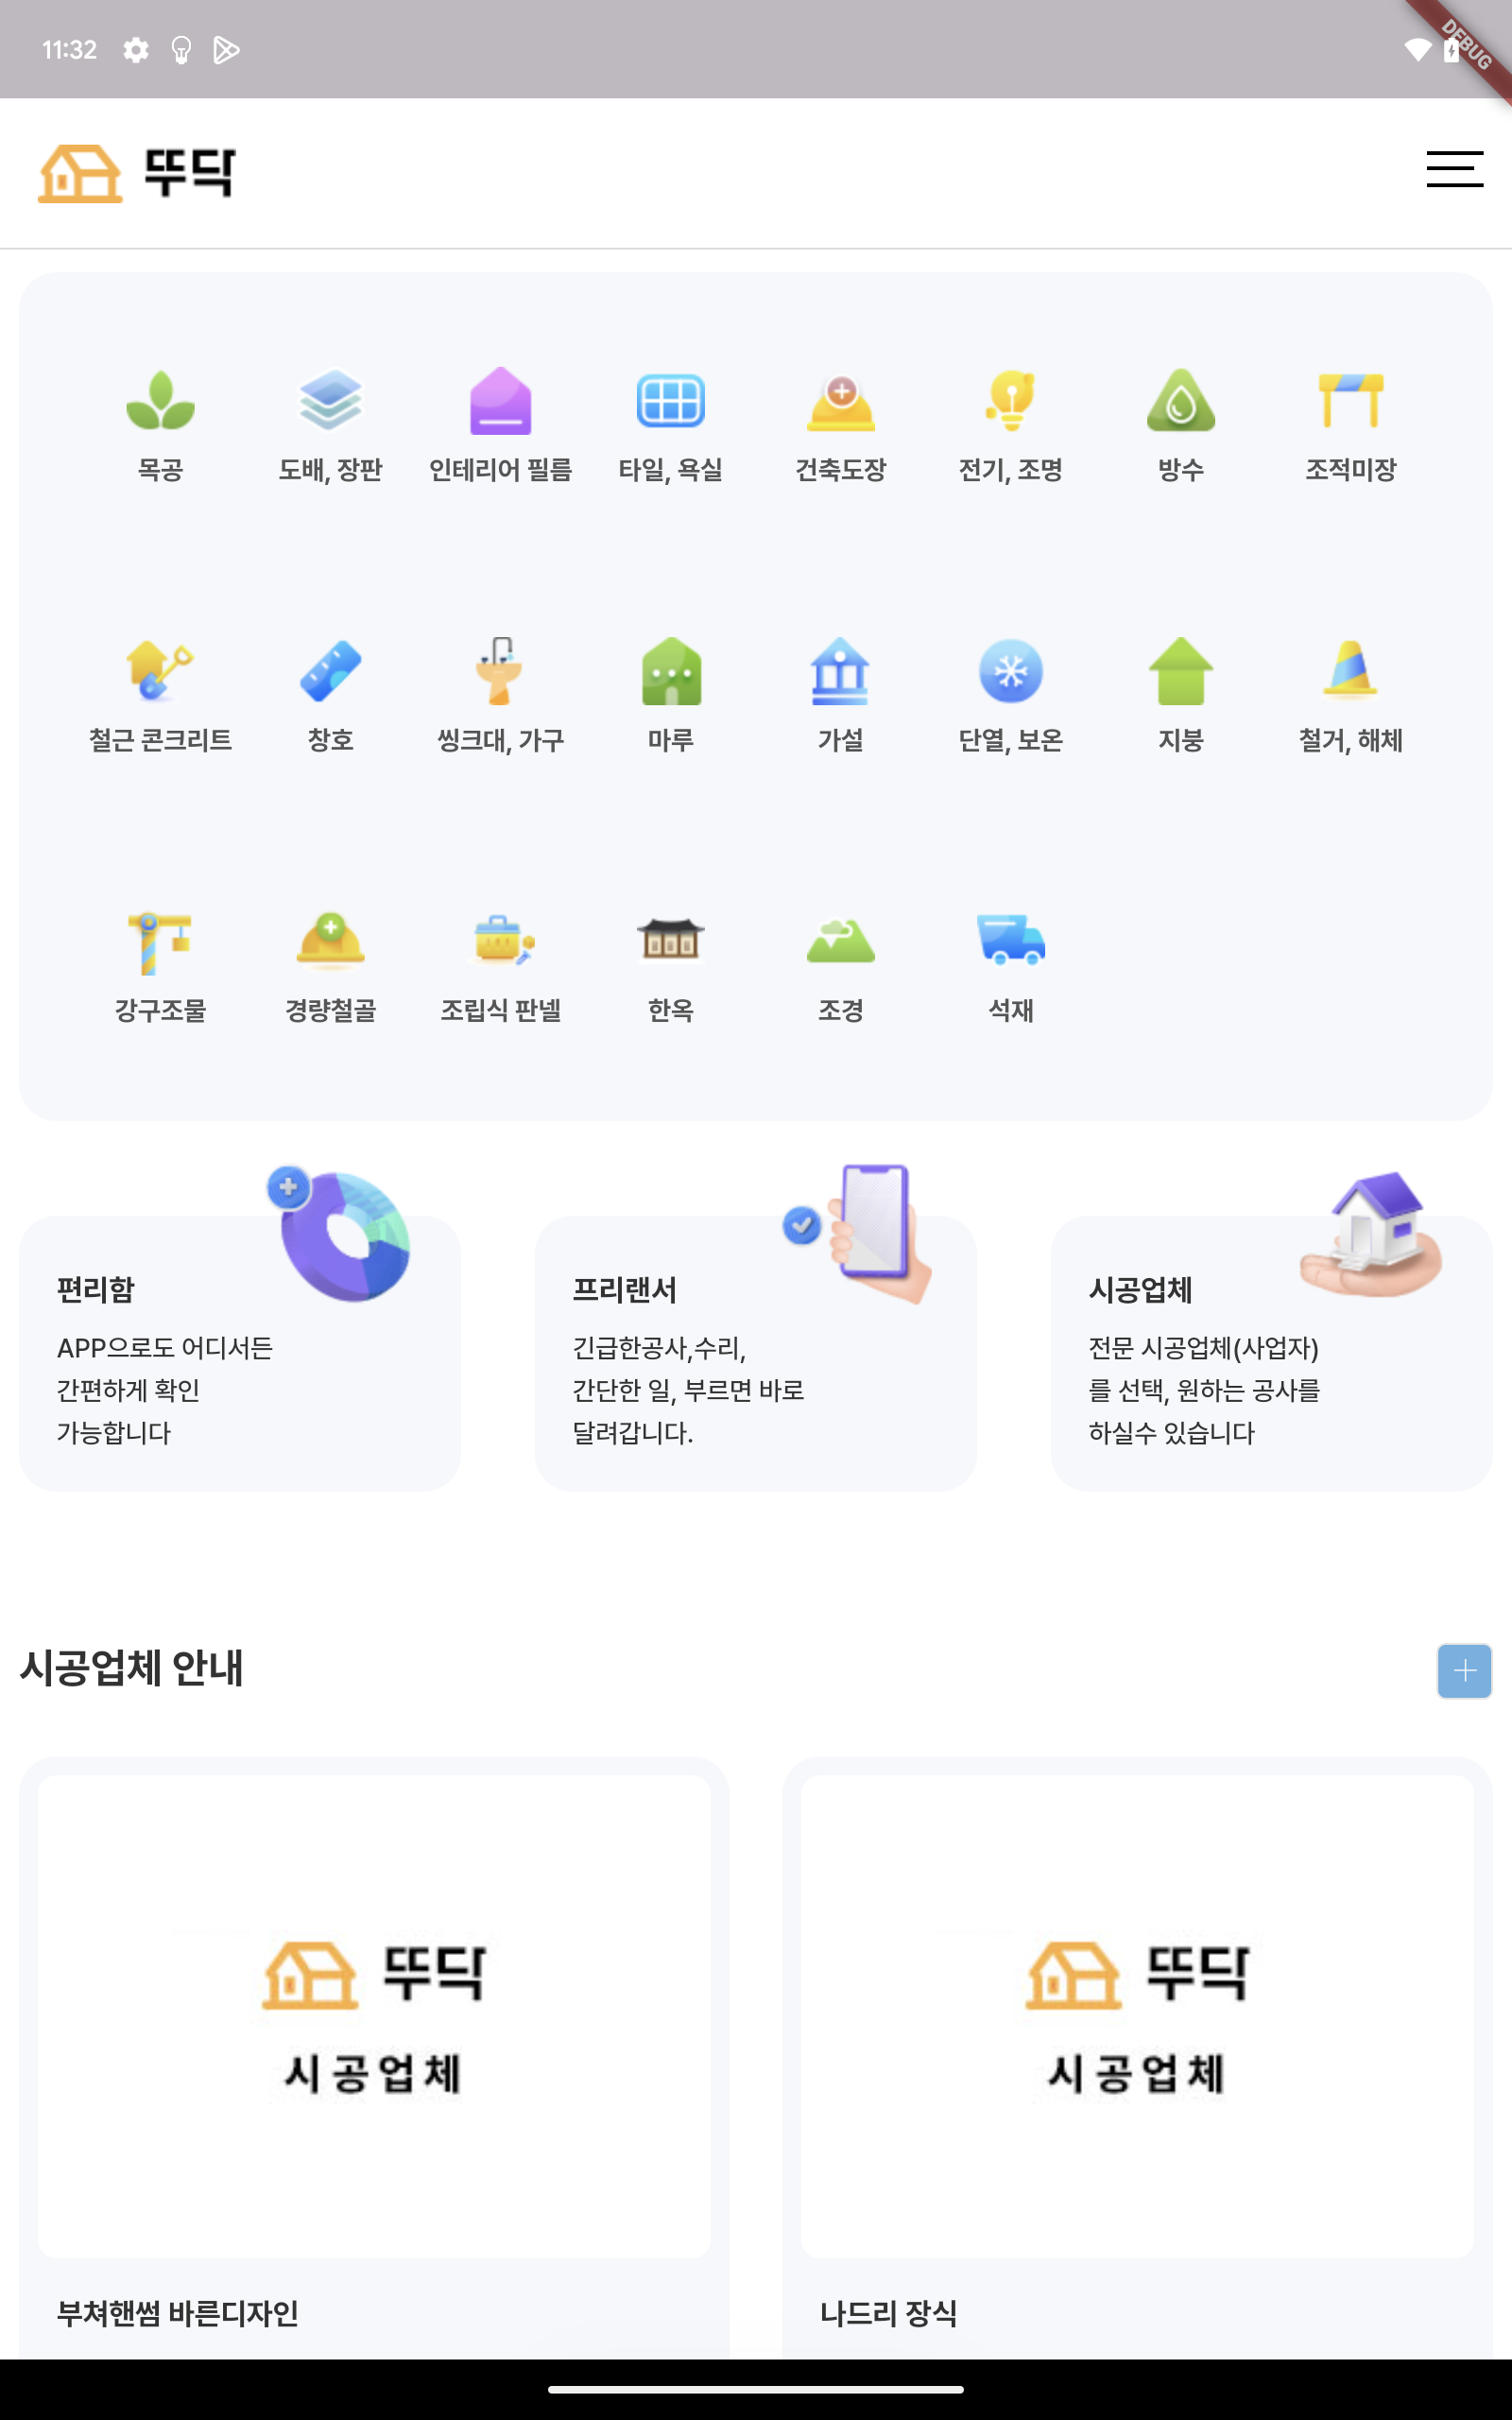 11:32
DEBUG
뚜닥
목공
도배, 장판
인테리어 필름
타일, 욕실
건축도장
전기, 조명
방수
조적미장
철근 콘크리트
창호
씽크대, 가구
마루
가설
단열, 보온
지붕
철거, 해체
강구조물
경량철골
조립식 판넬
한옥
조경
석재
편리함
APP으로도 어디서든
간편하게 확인
가능합니다
프리랜서
긴급한공사,수리,
간단한 일, 부르면 바로
달려갑니다.
시공업체
전문 시공업체(사업자)
를 선택, 원하는 공사를
하실수 있습니다
시공업체 안내
뚜닥
시공업체
부쳐핸썸 바른디자인
뚜닥
시공업체
나드리 장식